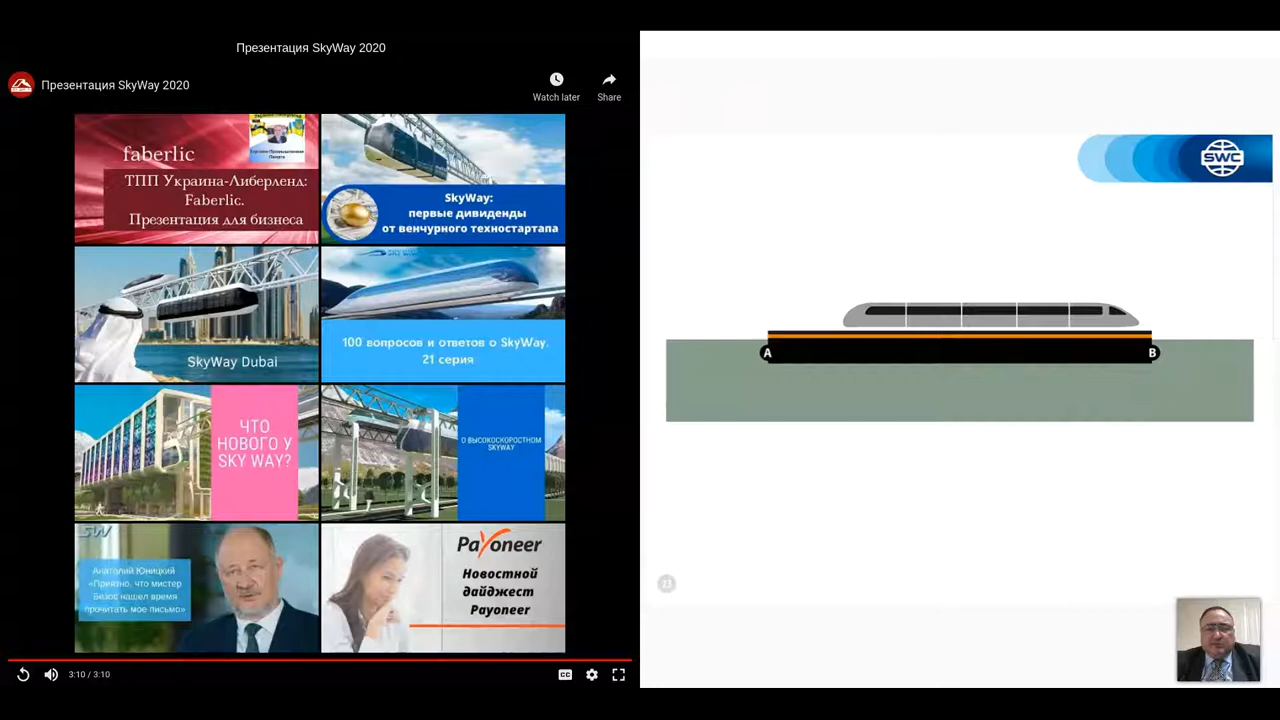 Презентация SkyWay 2020
Презентация SkyWay 2020
Watch later
Share
faberlic
ТПП Украина-Либерленд:
Faberlic.
Презентация для бизнеса
SkyWay:
первые дивиденды
от венчурного техностартапа
SkyWay Dubai
100 вопросов и ответов о SkyWay.
21 серия
ЧТО
НОВОГО У
SKY WAY?
О ВЫСОКОСКОРОСТНОМ
SKYWAY
SW
Анатолий Юницкий
«Приятно, что мистер
Безос нашел время
прочитать мое письмо»
Payoneer
Новостной
дайджест
Payoneer
3:10 / 3:10
CC
SWC
A
B
23